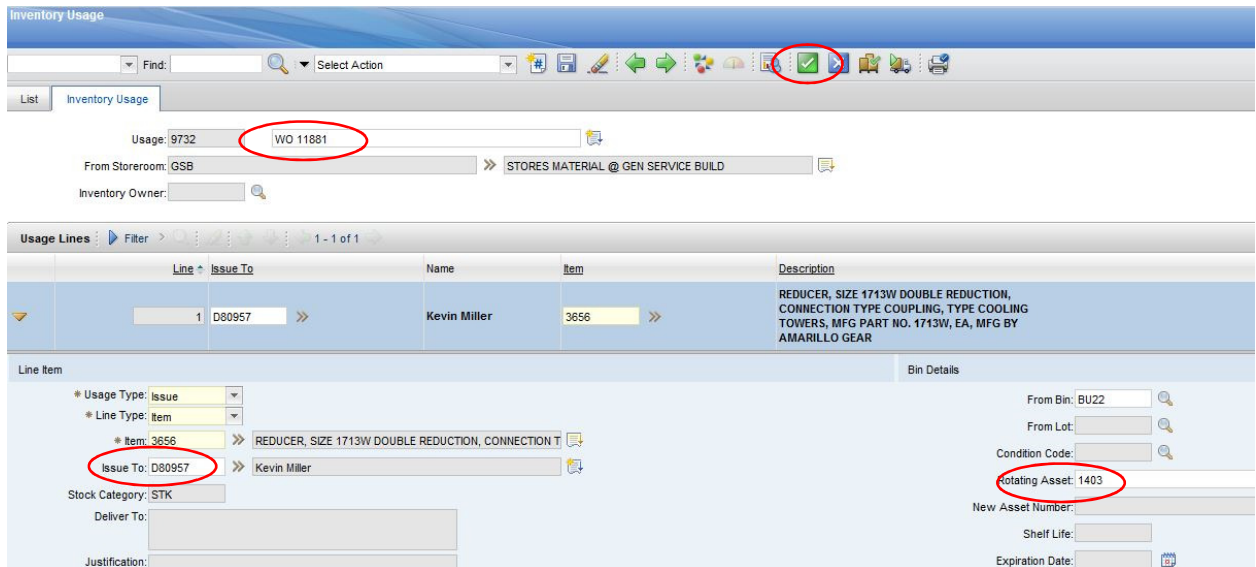 Inventory Usage
Find: Select Action
List Inventory Usage
Usage: 9732 WO 11881
From Storeroom: GSB STORES MATERIAL @ GEN SERVICE BUILD
Inventory Owner:
Usage Lines Filter 1 - 1 of 1
Line Issue To Name Item Description
1 D80957 Kevin Miller 3656 REDUCER, SIZE 1713W DOUBLE REDUCTION,
CONNECTION TYPE COUPLING, TYPE COOLING
TOWERS, MFG PART NO. 1713W, EA, MFG BY
AMARILLO GEAR
Line Item Bin Details
* Usage Type: Issue From Bin: BU22
* Line Type: Item From Lot:
* Item: 3656 REDUCER, SIZE 1713W DOUBLE REDUCTION, CONNECTION T Condition Code:
Issue To: D80957 Kevin Miller Rotating Asset: 1403
Stock Category: STK New Asset Number:
Deliver To: Shelf Life:
Justification: Expiration Date: